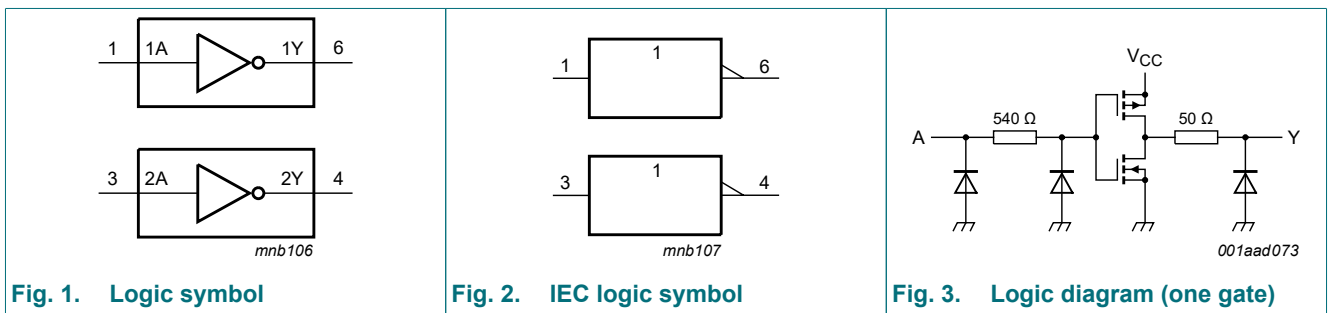 1 1A 1Y 6
3 2A 2Y 4
mnb106
Fig. 1. Logic symbol
1
1 6
1
3 4
mnb107
Fig. 2. IEC logic symbol
VCC
540 Ω 50 Ω
A Y
001aad073
Fig. 3. Logic diagram (one gate)